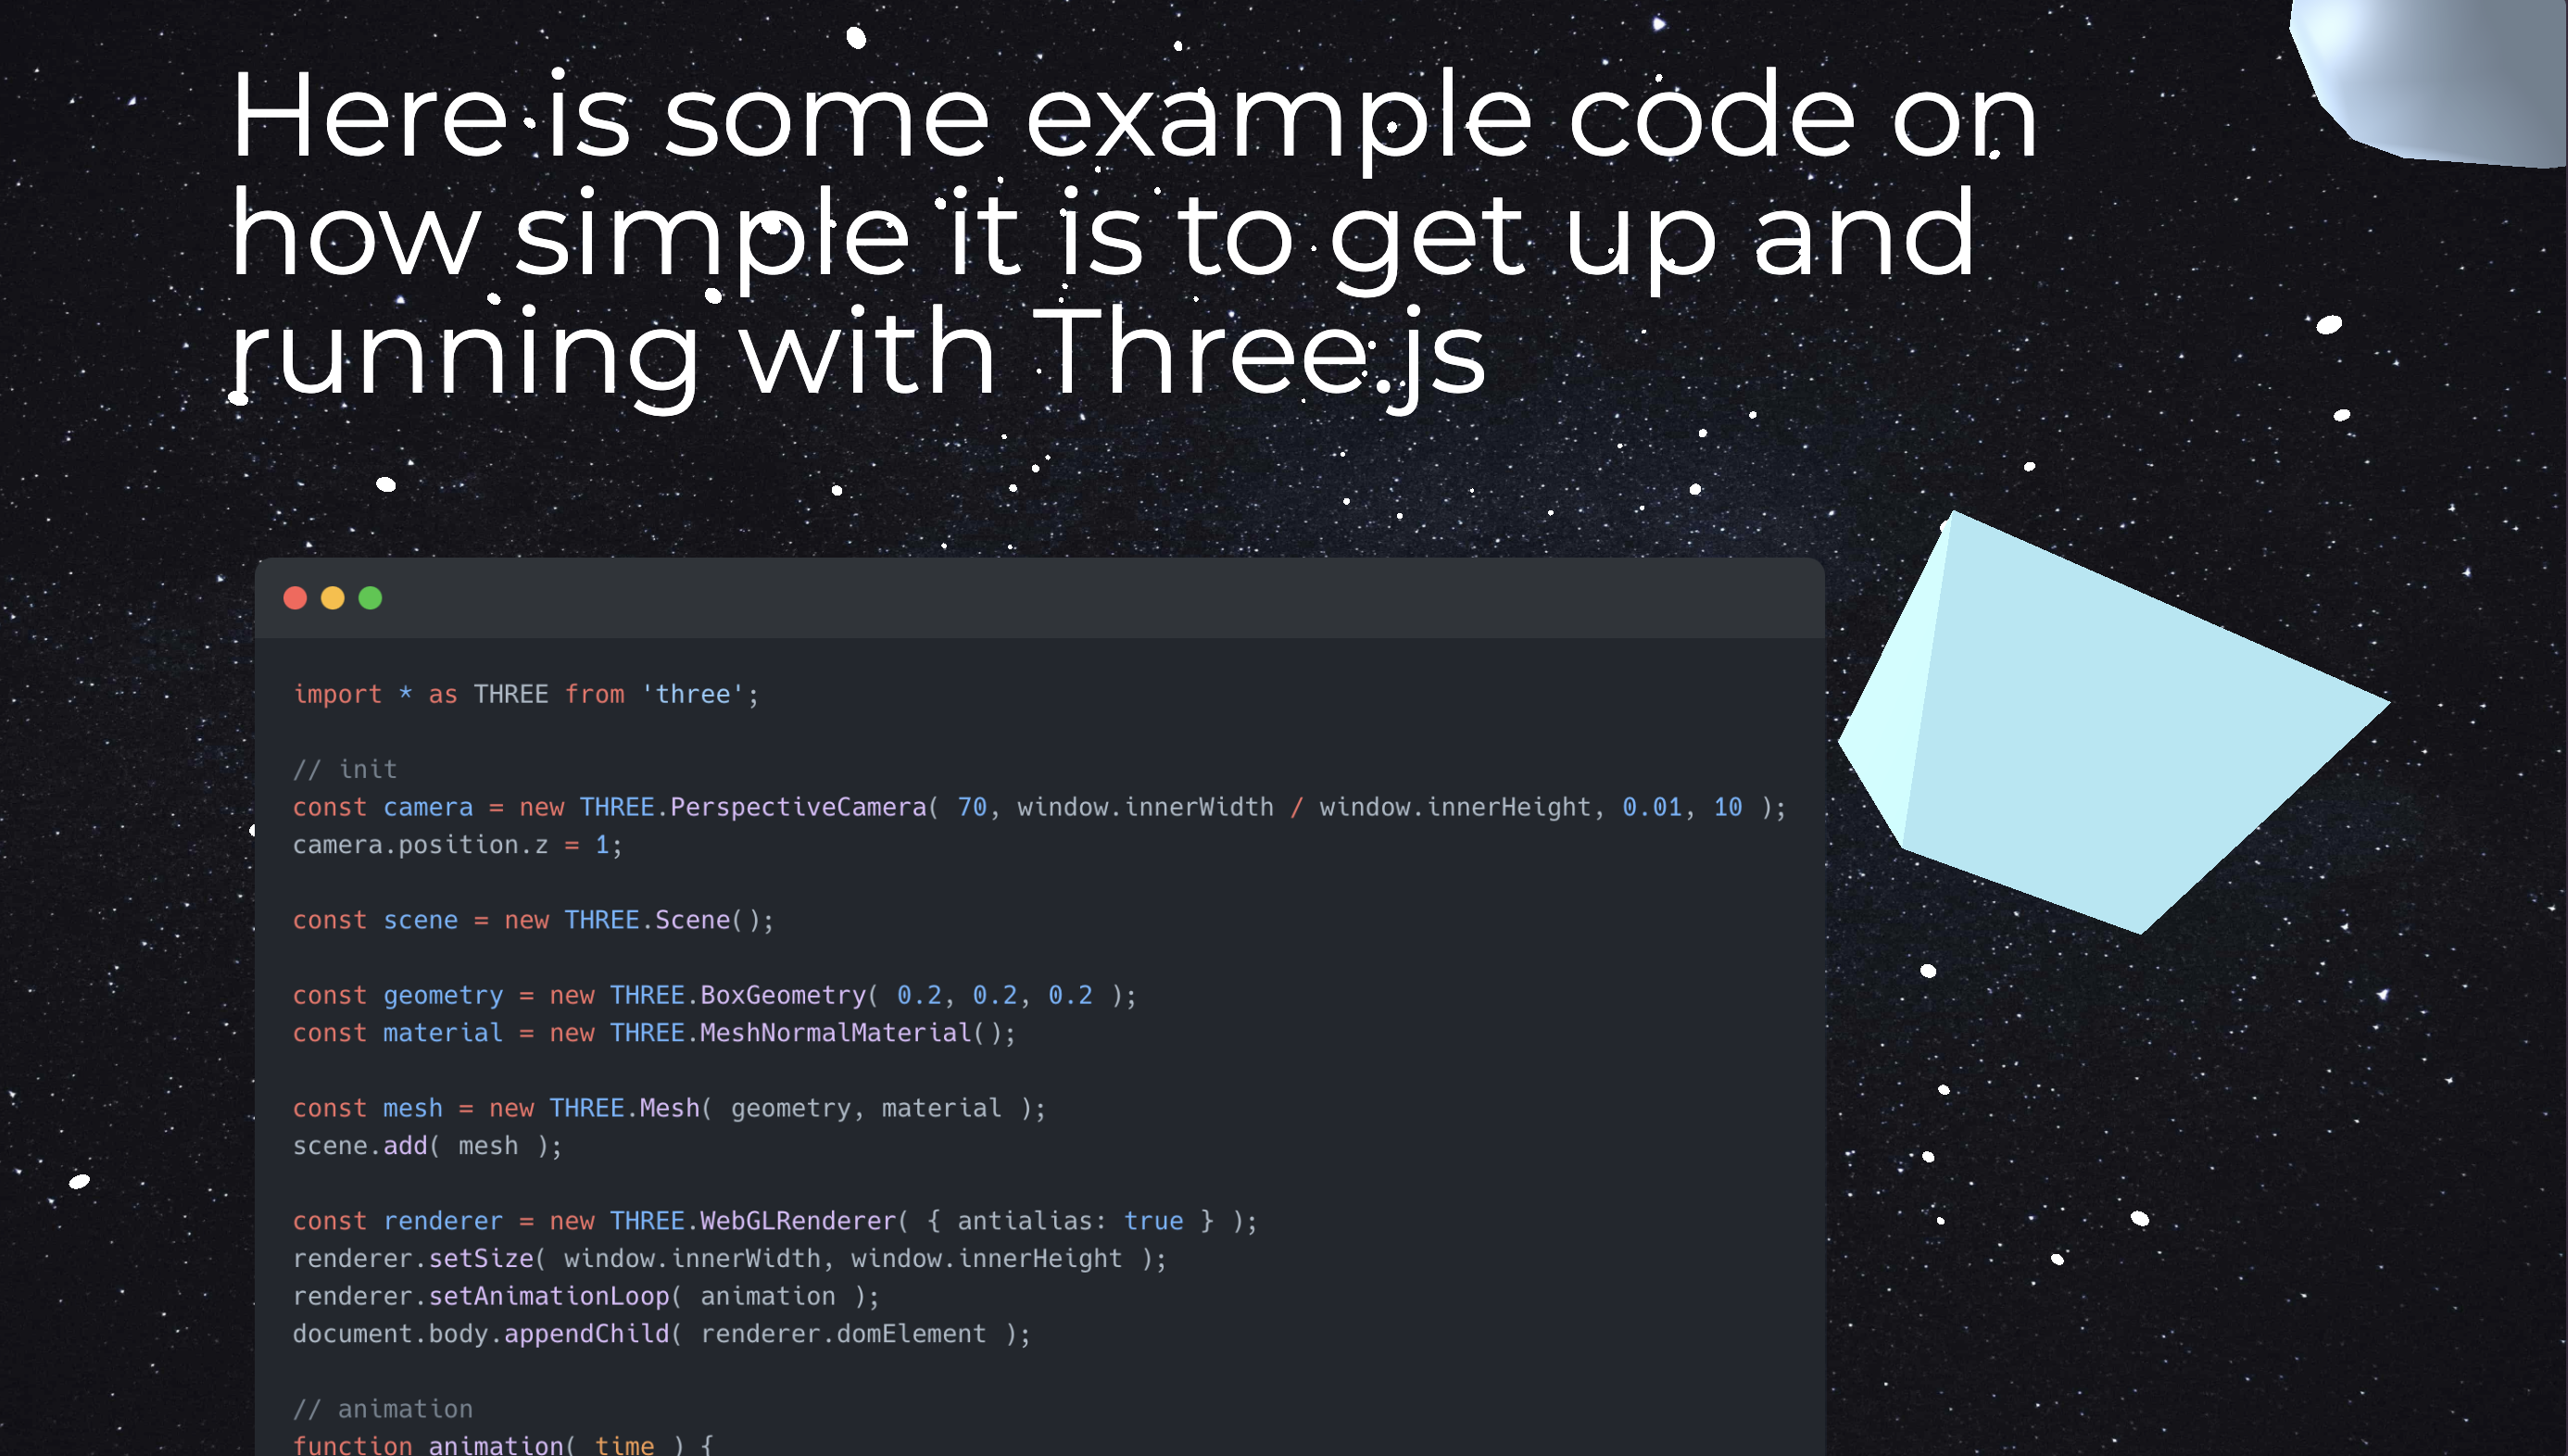 Here is some example code on
how simple it is to get up and
running with Three.js
import * as THREE from 'three';
// init
const camera = new THREE.PerspectiveCamera( 70, window.innerWidth / window.innerHeight, 0.01, 10 );
camera.position.z = 1;
const scene = new THREE.Scene();
const geometry = new THREE.BoxGeometry( 0.2, 0.2, 0.2 );
const material = new THREE.MeshNormalMaterial();
const mesh = new THREE.Mesh( geometry, material );
scene.add( mesh );
const renderer = new THREE.WebGLRenderer( { antialias: true } );
renderer.setSize( window.innerWidth, window.innerHeight );
renderer.setAnimationLoop( animation );
document.body.appendChild( renderer.domElement );
// animation
function animation( time ) {